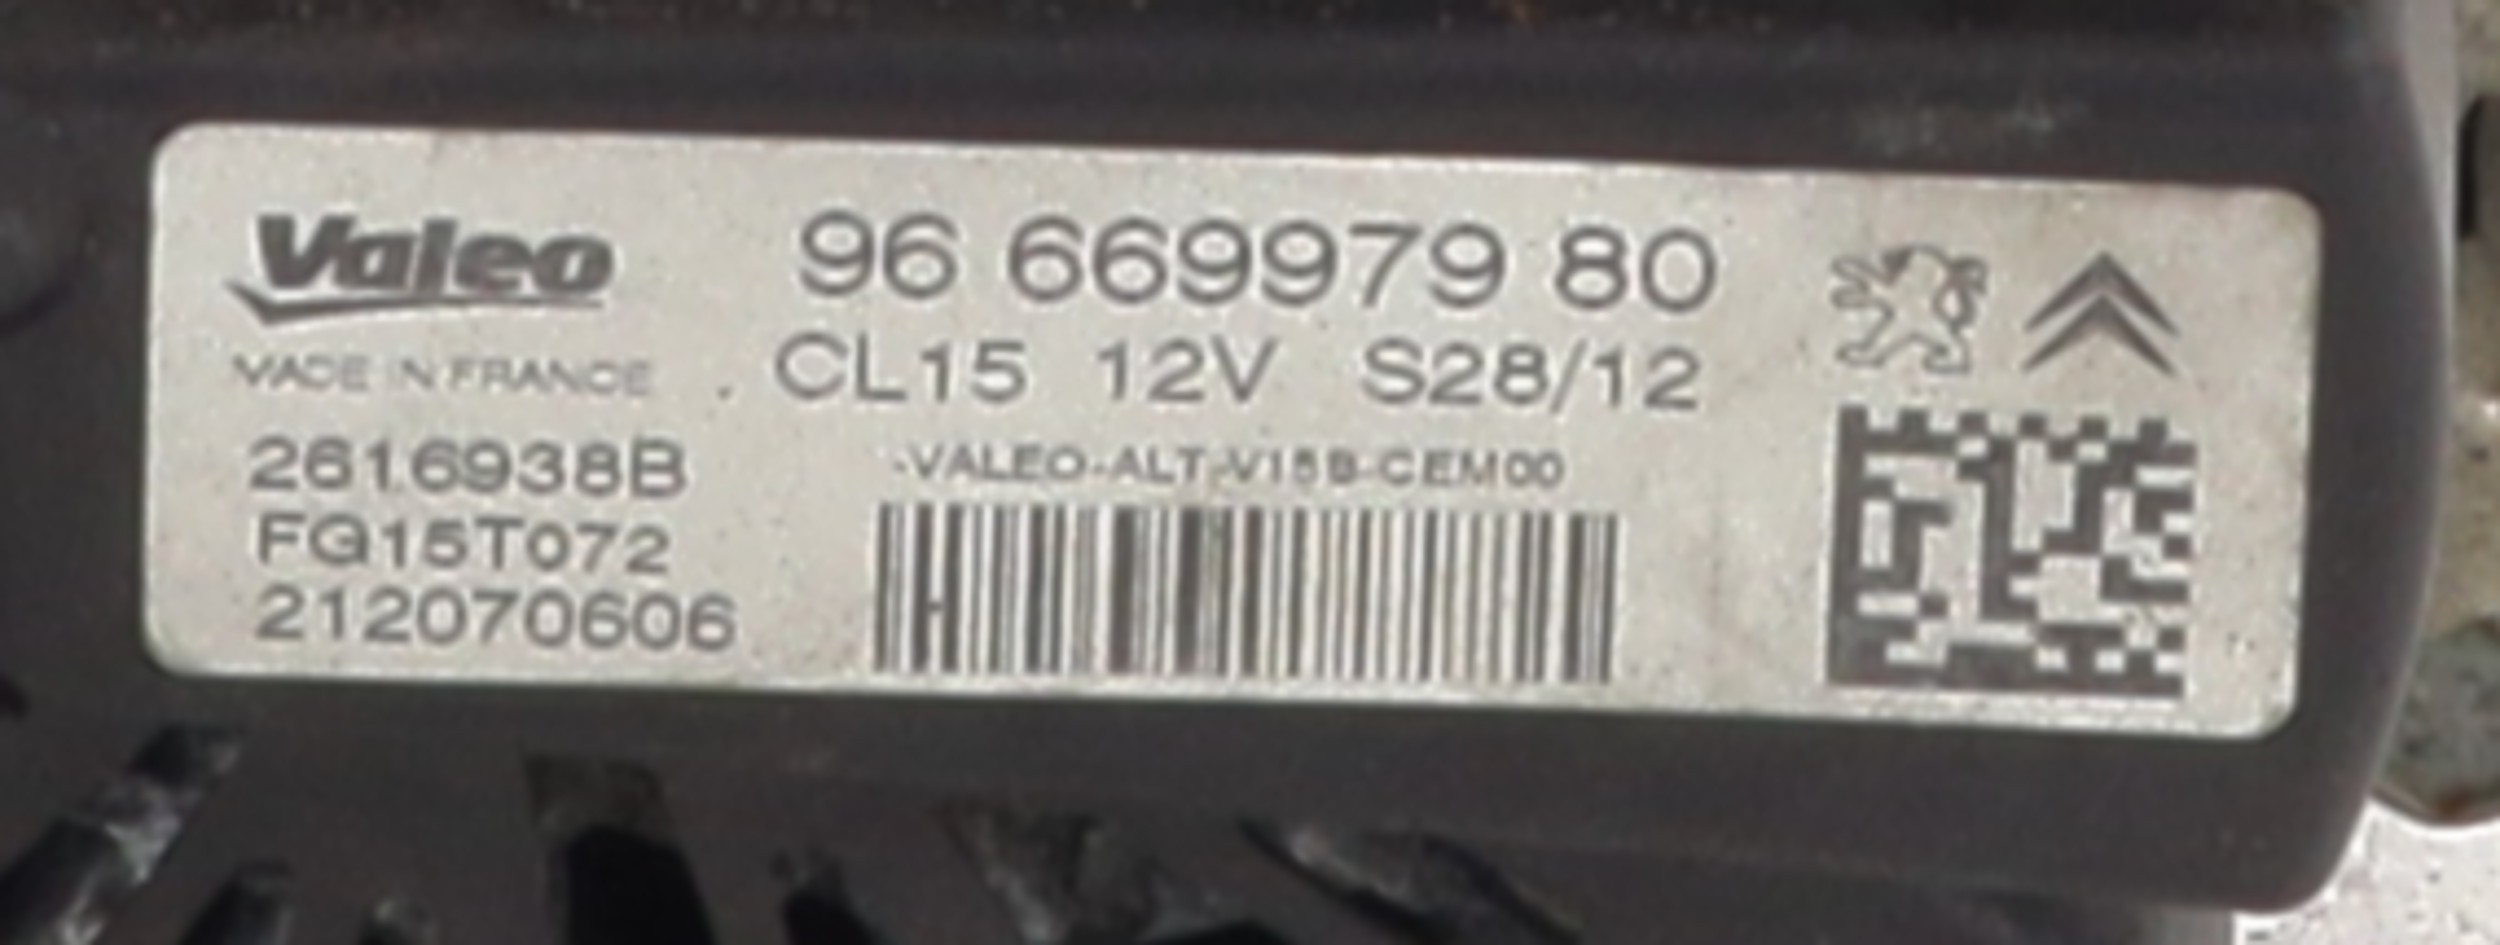 Valeo
96 669979 80
MADE IN FRANCE
CL15 12V S28/12
2616938B
-VALEO-ALT-V15B-CEM00
FG15T072
212070606